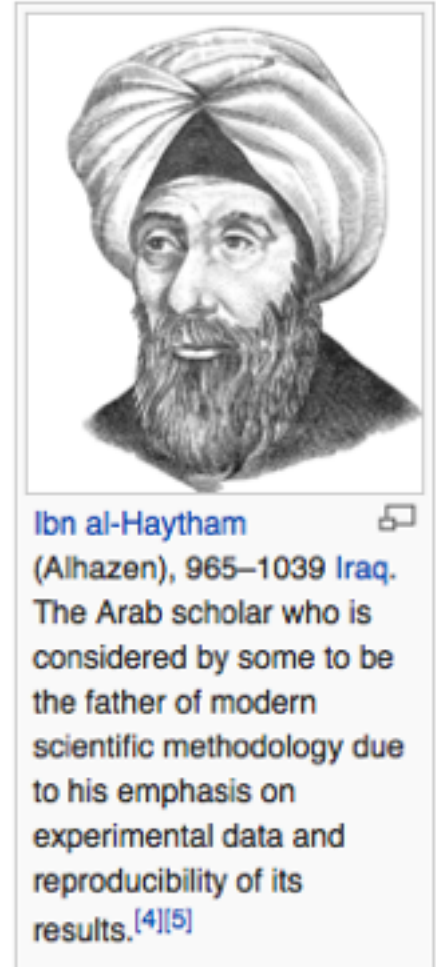 Ibn al-Haytham
(Alhazen), 965–1039 Iraq.
The Arab scholar who is
considered by some to be
the father of modern
scientific methodology due
to his emphasis on
experimental data and
reproducibility of its
results.[4][5]